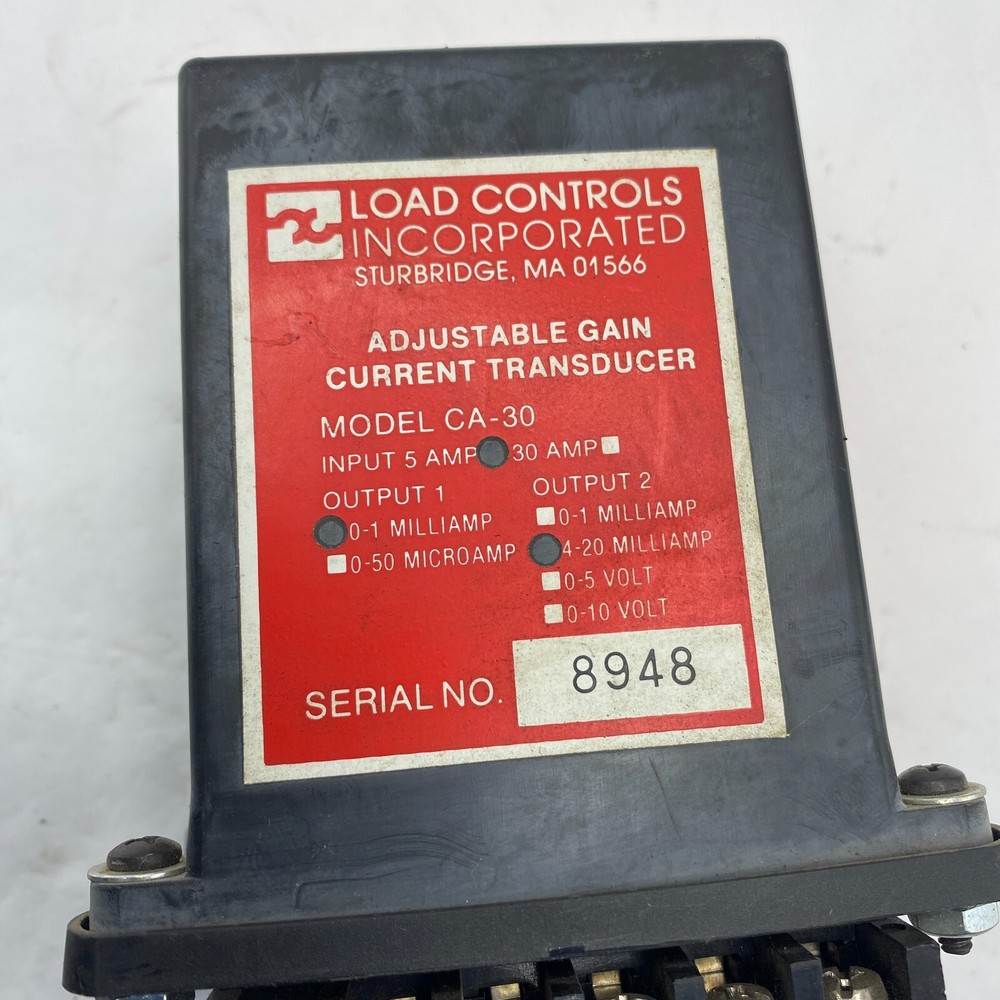 LOAD CONTROLS
INCORPORATED
STURBRIDGE, MA 01566
ADJUSTABLE GAIN
CURRENT TRANSDUCER
MODEL CA-30
INPUT 5 AMP 30 AMP
OUTPUT 1 OUTPUT 2
0-1 MILLIAMP 0-1 MILLIAMP
0-50 MICROAMP 4-20 MILLIAMP
0-5 VOLT
0-10 VOLT
SERIAL NO. 8948